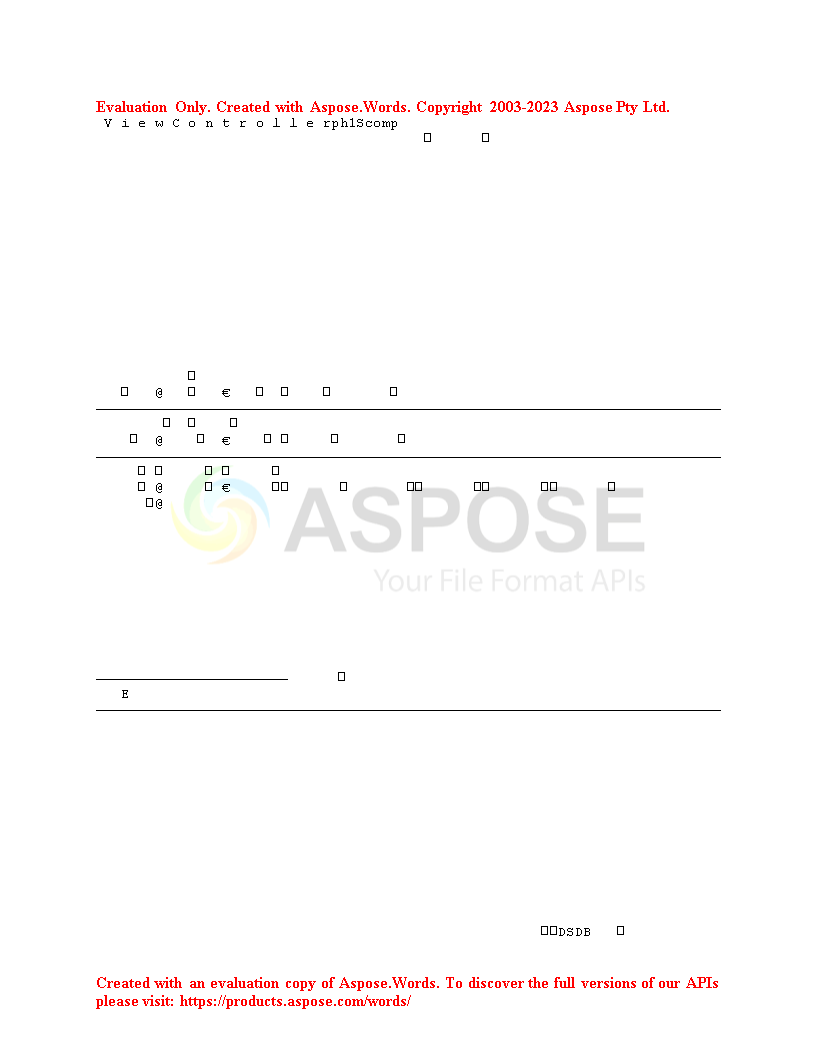 Evaluation Only. Created with Aspose.Words. Copyright 2003-2023 Aspose Pty Ltd.
V i e w C o n t r o l l e rph1Scomp
□ □
□
□ @ □ € □ □ □ □
□ □ □
□ @ □ € □ □ □ □
□ □ □ □ □
□ @ □ € □□ □ □□ □□ □□ □
□@
ASPOSE
Your File Format APIs
□
E
□□DSDB □
Created with an evaluation copy of Aspose.Words. To discover the full versions of our APIs
please visit: https://products.aspose.com/words/